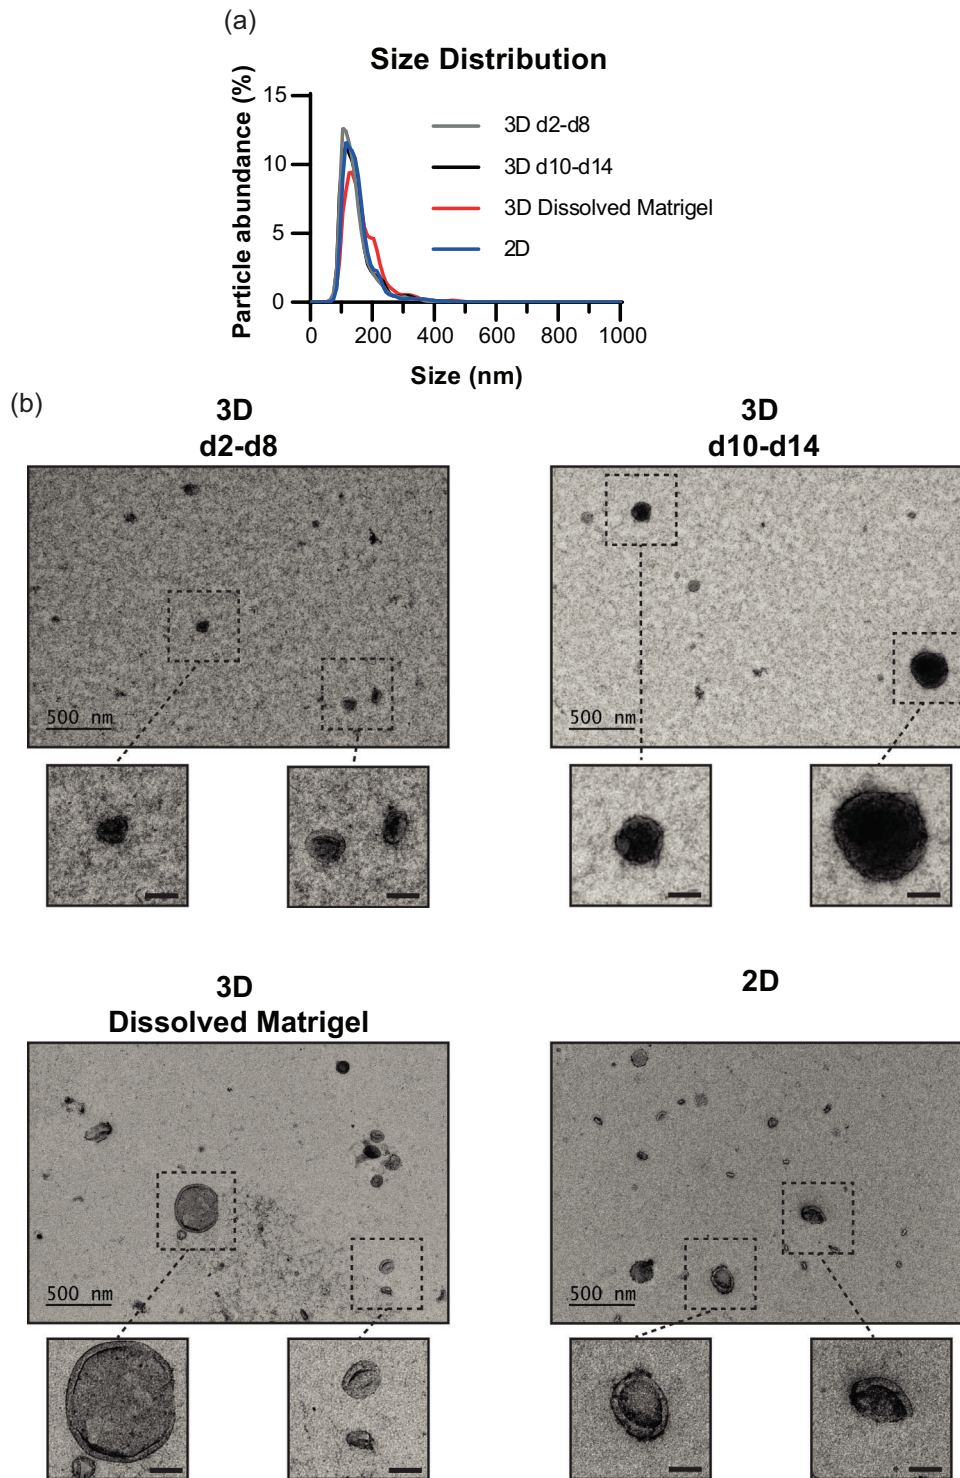 (a)
Size Distribution
Particle abundance (%)
15
10
5
0
0
200
400
600
800
1000
Size (nm)
3D d2-d8
3D d10-d14
3D Dissolved Matrigel
2D
(b)
3D
d2-d8
500 nm
3D
d10-d14
500 nm
3D
Dissolved Matrigel
500 nm
2D
500 nm